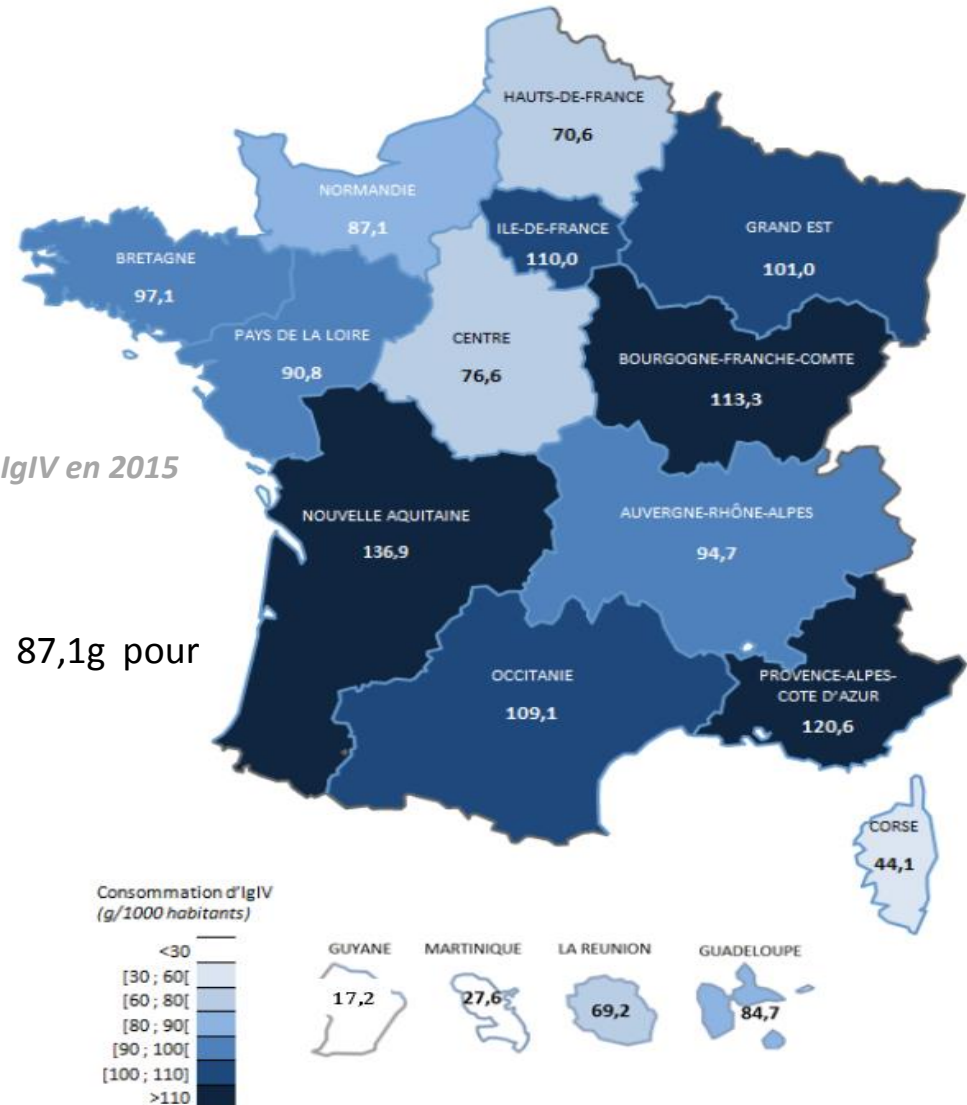 HAUTS-DE-FRANCE
70,6
NORMANDIE
87,1
ILE-DE-FRANCE
110,0
GRAND EST
101,0
BRETAGNE
97,1
PAYS DE LA LOIRE
90,8
CENTRE
76,6
BOURGOGNE-FRANCHE-COMTE
113,3
IgIV en 2015
NOUVELLE AQUITAINE
136,9
AUVERGNE-RHÔNE-ALPES
94,7
87,1g pour
OCCITANIE
109,1
PROVENCE-ALPES-
COTE D'AZUR
120,6
CORSE
44,1
Consommation d'IgIV
(g/1000 habitants)
<30
[30 ; 60[
[60 ; 80[
[80 ; 90[
[90 ; 100[
[100 ; 110]
>110
GUYANE
17,2
MARTINIQUE
27,6
LA REUNION
69,2
GUADELOUPE
84,7